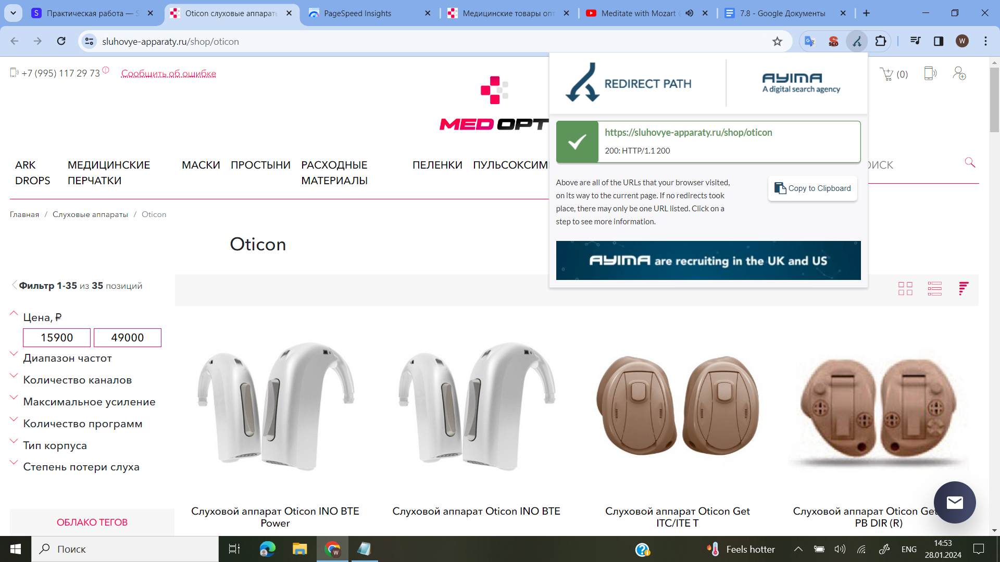 Практическая работа —
Oticon слуховые аппараты
PageSpeed Insights
Медицинские товары опт
Meditate with Mozart
7.8 - Google Документы
sluhovye-apparaty.ru/shop/oticon
SEO
W
+7 (995) 117 29 73
Сообщить об ошибке
(0)
MED OPT
REDIRECT PATH
AYIMA
A digital search agency
https://sluhovye-apparaty.ru/shop/oticon
200: HTTP/1.1 200
Above are all of the URLs that your browser visited,
on its way to the current page. If no redirects took
place, there may only be one URL listed. Click on a
step to see more information.
Copy to Clipboard
AYIMA are recruiting in the UK and US
ARK DROPS
МЕДИЦИНСКИЕ ПЕРЧАТКИ
МАСКИ
ПРОСТЫНИ
РАСХОДНЫЕ МАТЕРИАЛЫ
ПЕЛЕНКИ
ПУЛЬСОКСИМ
ИСК
Главная / Слуховые аппараты / Oticon
Oticon
Фильтр 1-35 из 35 позиций
Цена, ₽
15900
49000
Диапазон частот
Количество каналов
Максимальное усиление
Количество программ
Тип корпуса
Степень потери слуха
ОБЛАКО ТЕГОВ
Слуховой аппарат Oticon INO BTE
Power
Слуховой аппарат Oticon INO BTE
Слуховой аппарат Oticon Get
ITC/ITE T
Слуховой аппарат Oticon Get
PB DIR (R)
Поиск
Feels hotter
ENG
14:53
28.01.2024